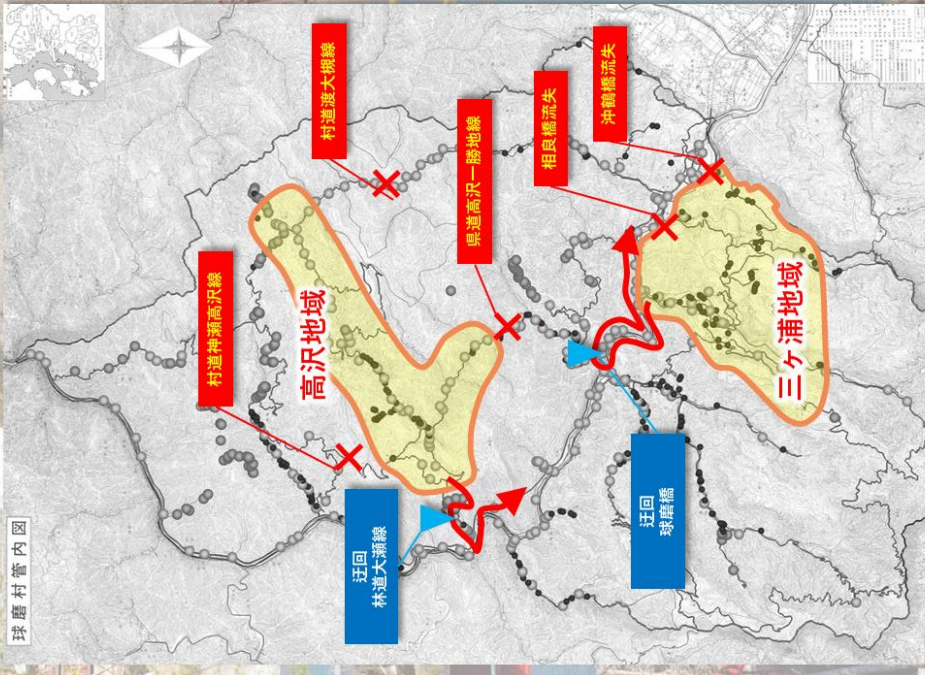 球磨村管内図
村道神瀬高沢線
高沢地域
村道渡大槻線
県道高沢一勝地線
相良橋流失
沖鶴橋流失
三ヶ浦地域
迂回
林道大瀬線
迂回
球磨橋